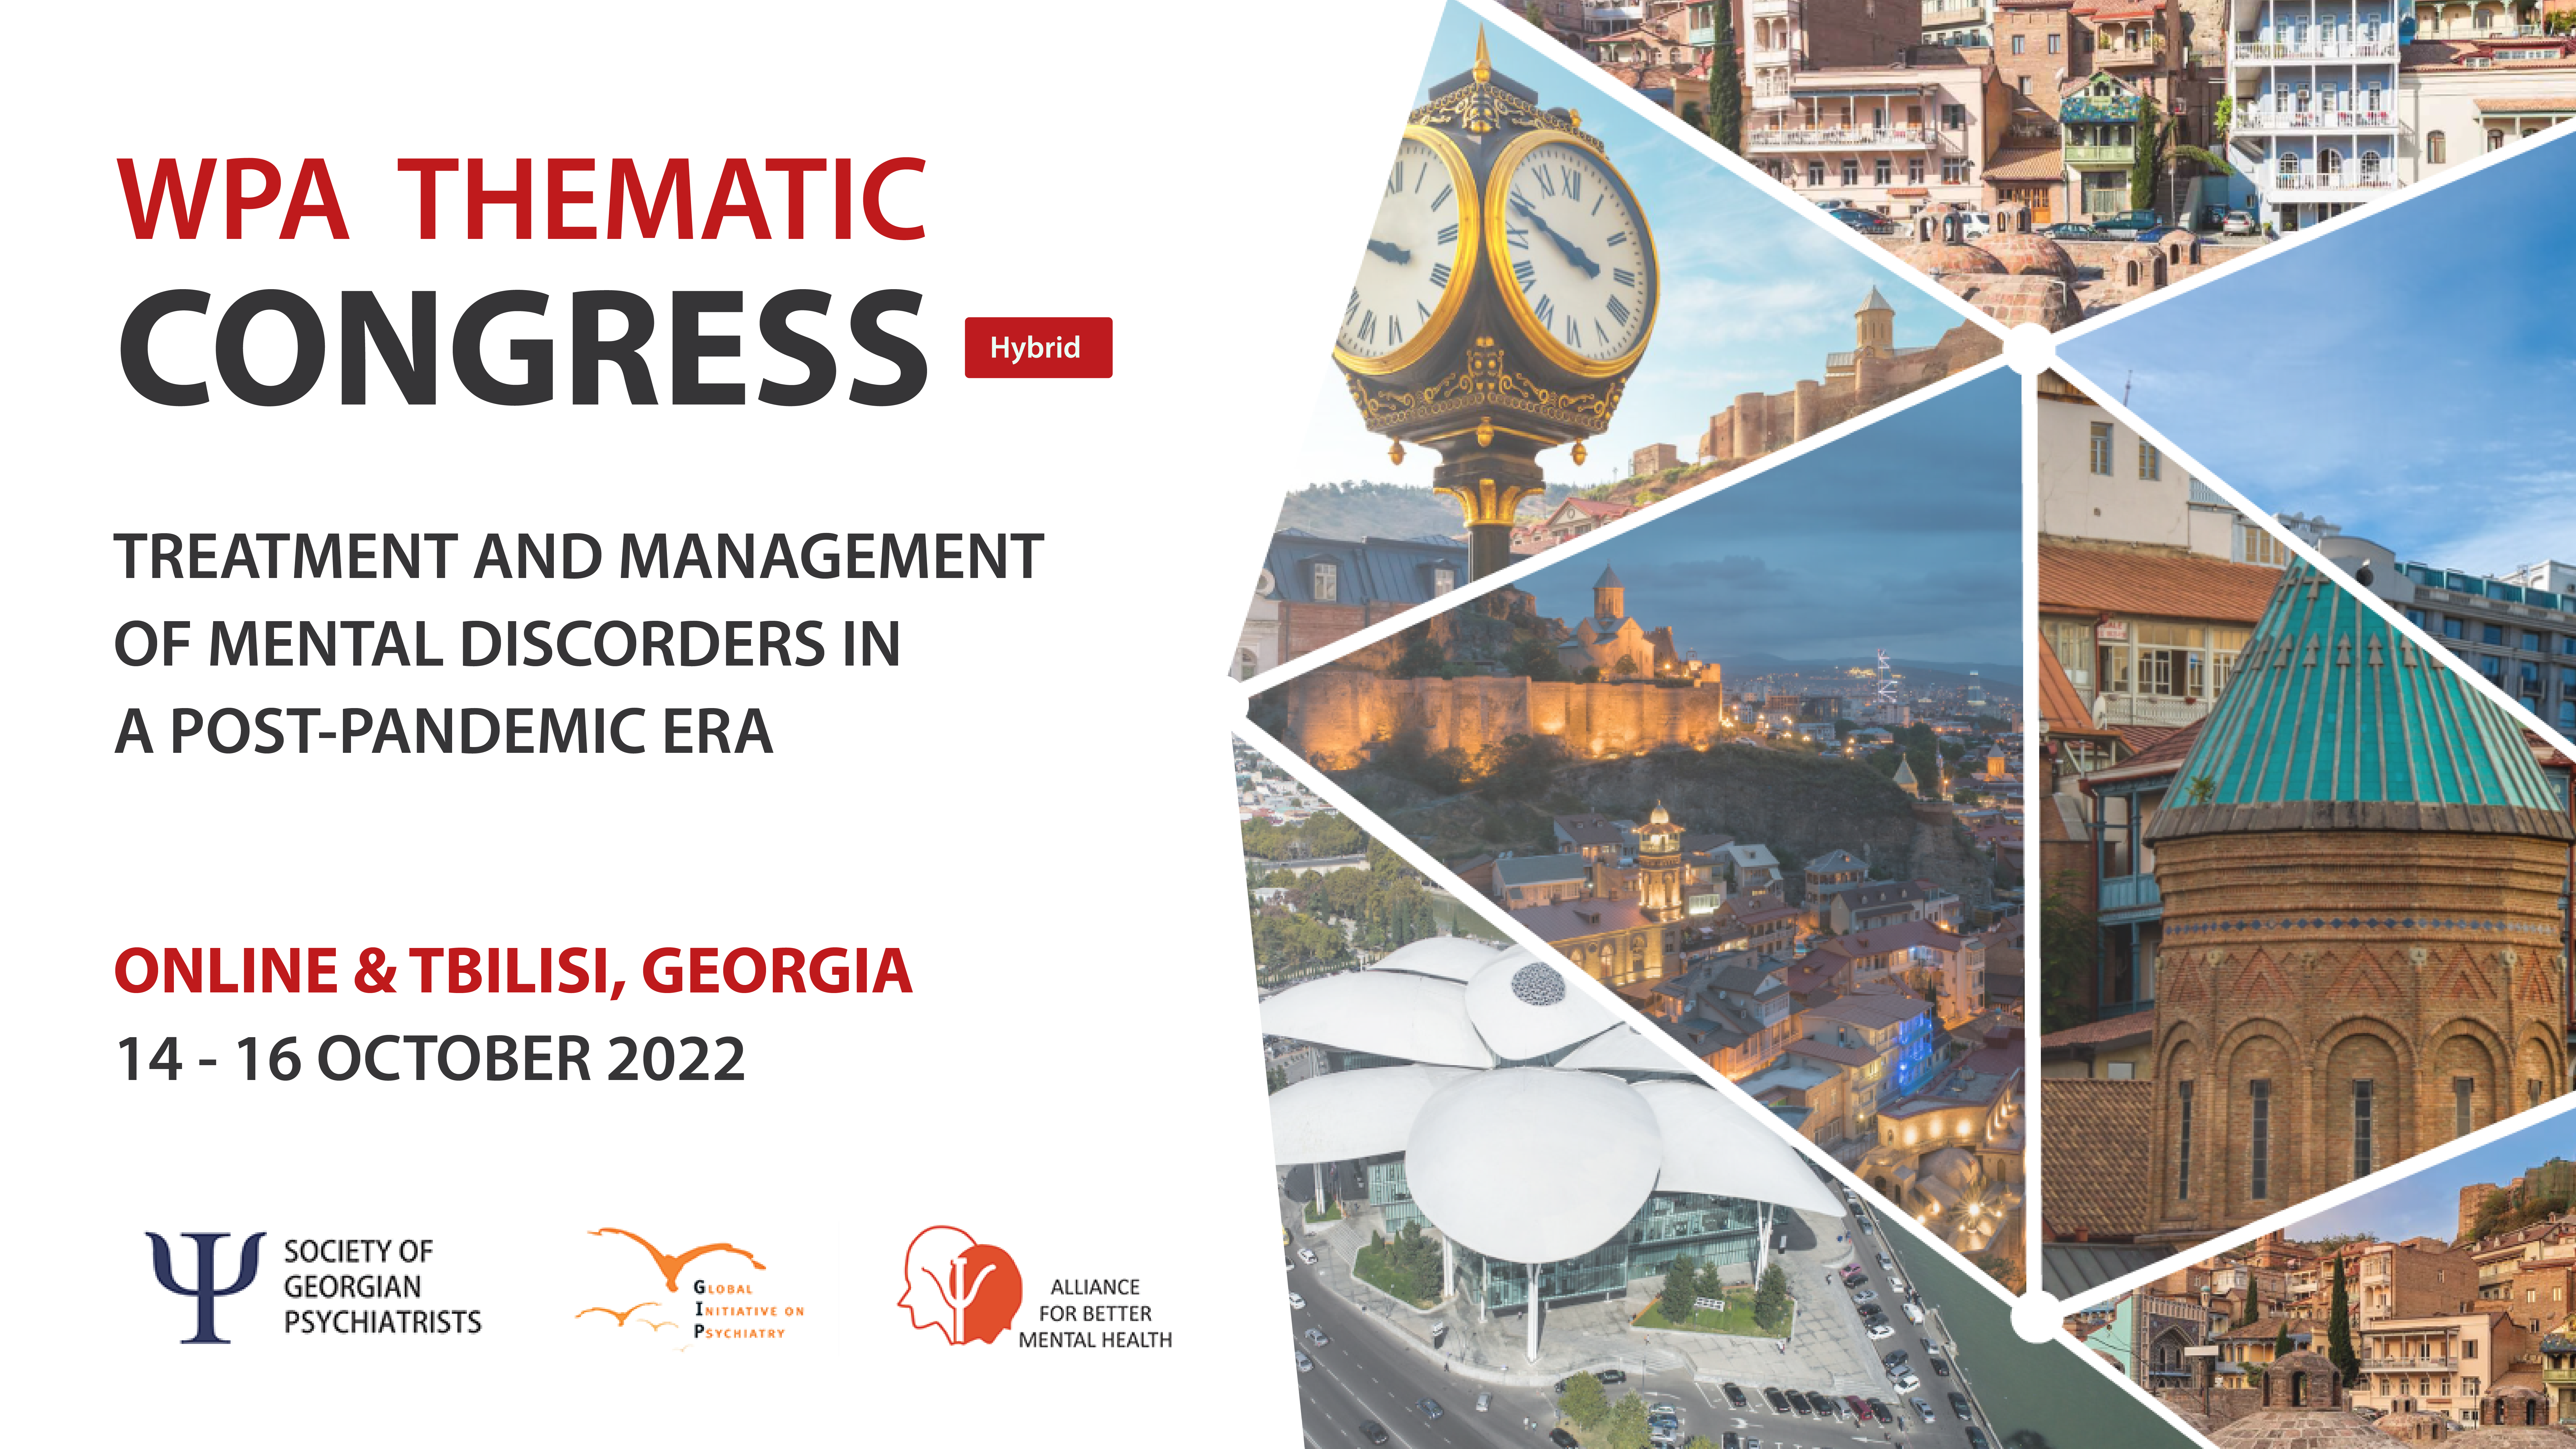 WPA THEMATIC
CONGRESS
Hybrid
TREATMENT AND MANAGEMENT
OF MENTAL DISCORDERS IN
A POST-PANDEMIC ERA
ONLINE & TBILISI, GEORGIA
14 - 16 OCTOBER 2022
SOCIETY OF
GEORGIAN
PSYCHIATRISTS
GLOBAL
INITIATIVE ON
PSYCHIATRY
ALLIANCE
FOR BETTER
MENTAL HEALTH